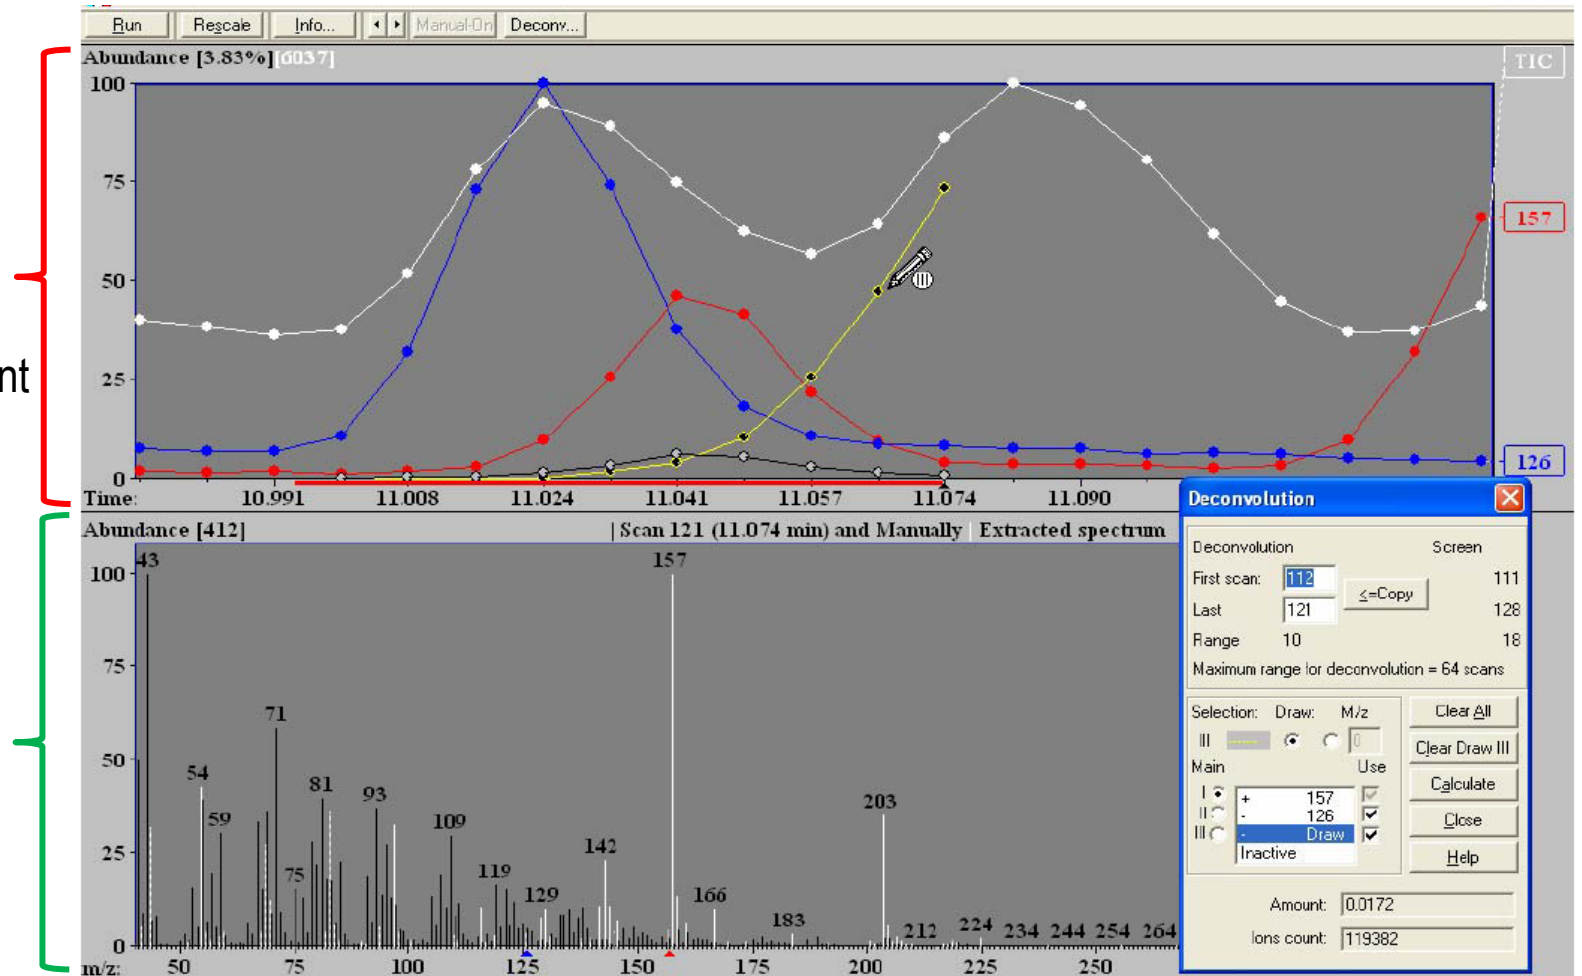 Run Rescale Info... Manual-On Deconv...
Abundance [3.83%][6037]
TIC
100
75
157
50
nt
25
126
0
Time: 10.991 11.008 11.024 11.041 11.057 11.074 11.090
Abundance [412] |Scan 121 (11.074 min) and Manually | Extracted spectrum
43 157
100
75
71
54 81 93
50
59 109 203
142
25
75 119 129 166
183 212 224 234 244 254 264
0
m/z: 50 75 100 125 150 175 200 225 250
Deconvolution
Deconvolution Screen
First scan: 112 <=Copy 111
Last 121 128
Range 10 18
Maximum range for deconvolution = 64 scans
Selection: Draw: M/z Clear All
III 0 Clear Draw III
Main Use
I + 157 Calculate
II - 126 Close
III - Draw
Inactive Help
Amount: 0.0172
Ions count: 119382